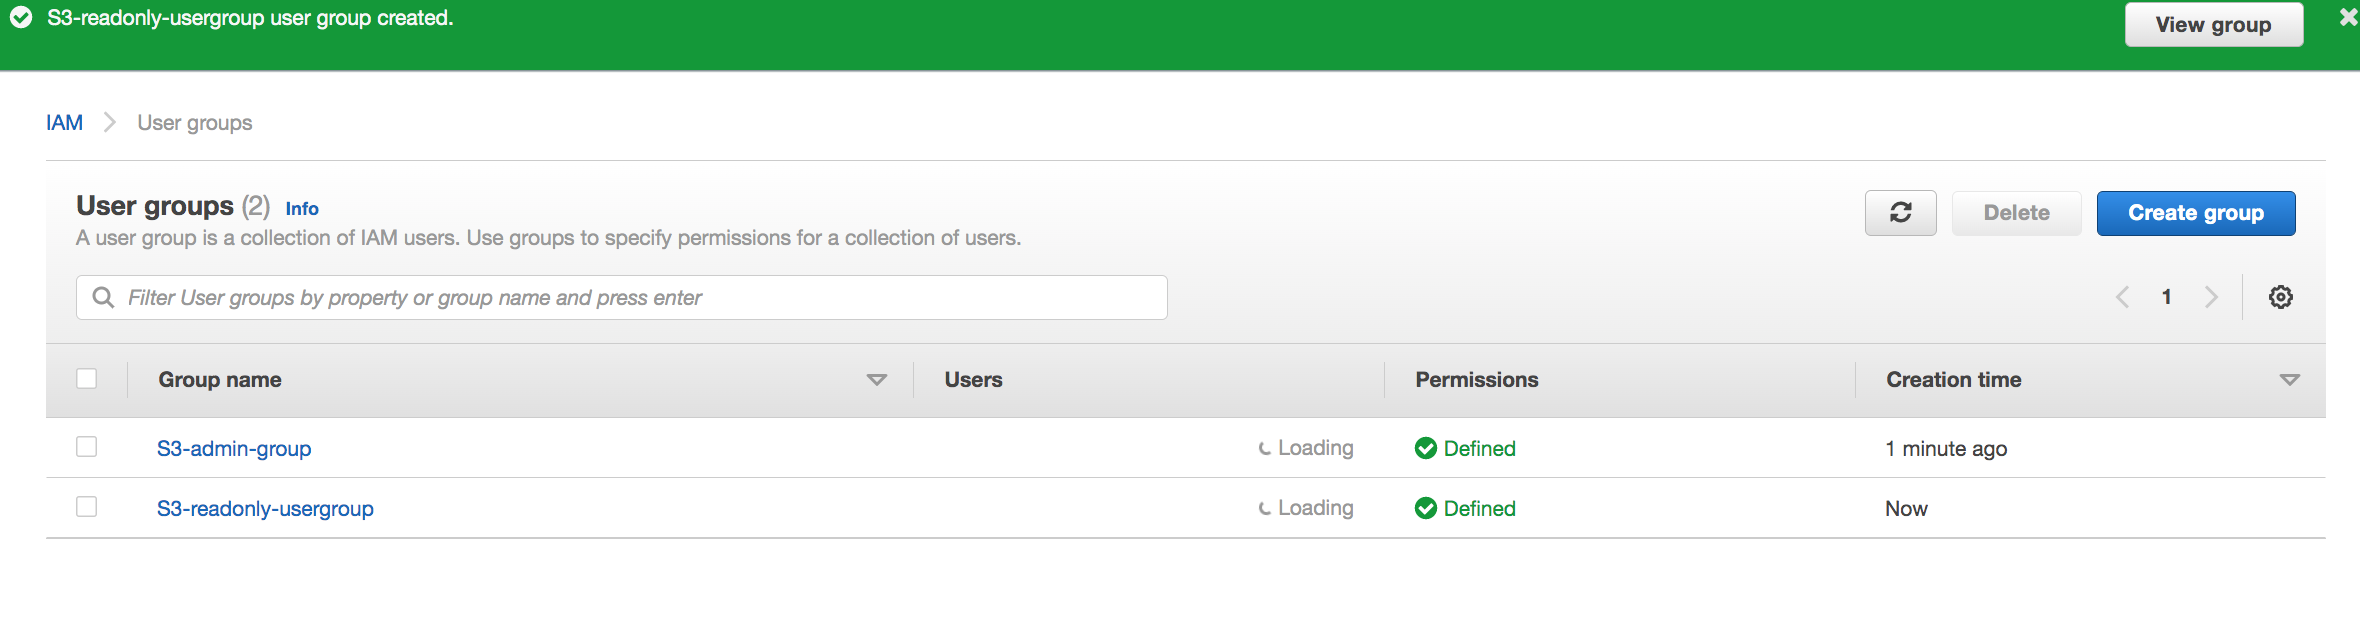 S3-readonly-usergroup user group created.
View group
IAM
User groups
User groups (2) Info
A user group is a collection of IAM users. Use groups to specify permissions for a collection of users.
Delete
Create group
Filter User groups by property or group name and press enter
1
Group name Users Permissions Creation time
S3-admin-group Loading Defined 1 minute ago
S3-readonly-usergroup Loading Defined Now